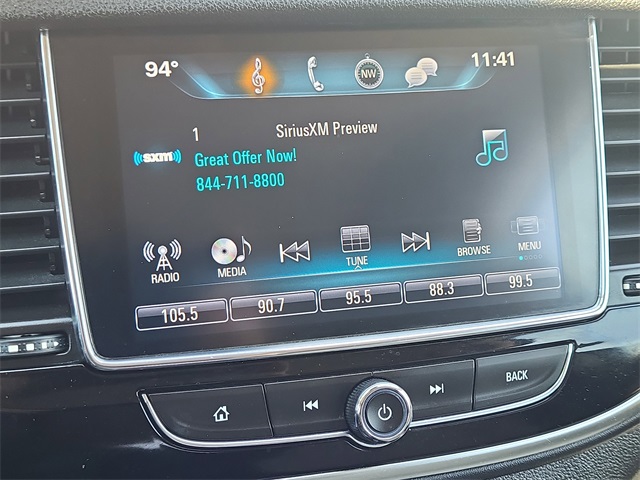 94° NW 11:41
1 SiriusXM Preview
((sxm)) Great Offer Now!
844-711-8800
RADIO MEDIA TUNE BROWSE MENU
105.5 90.7 95.5 88.3 99.5
BACK